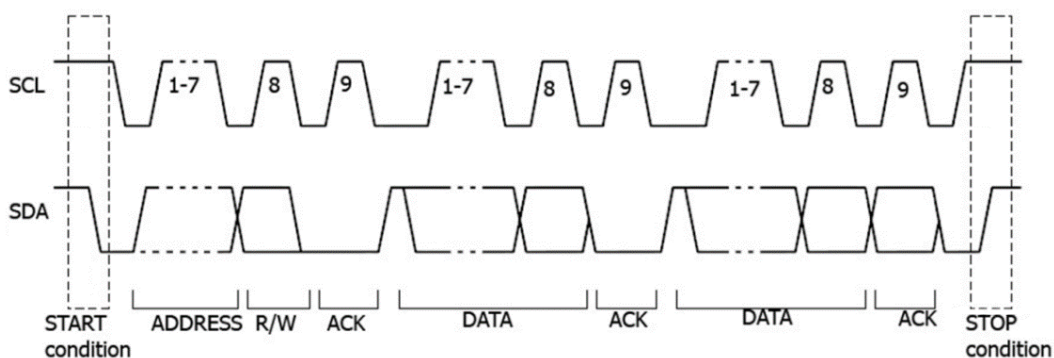 SCL
1-7 8 9 1-7 8 9 1-7 8 9
SDA
START
condition
ADDRESS R/W ACK DATA ACK DATA ACK
STOP
condition